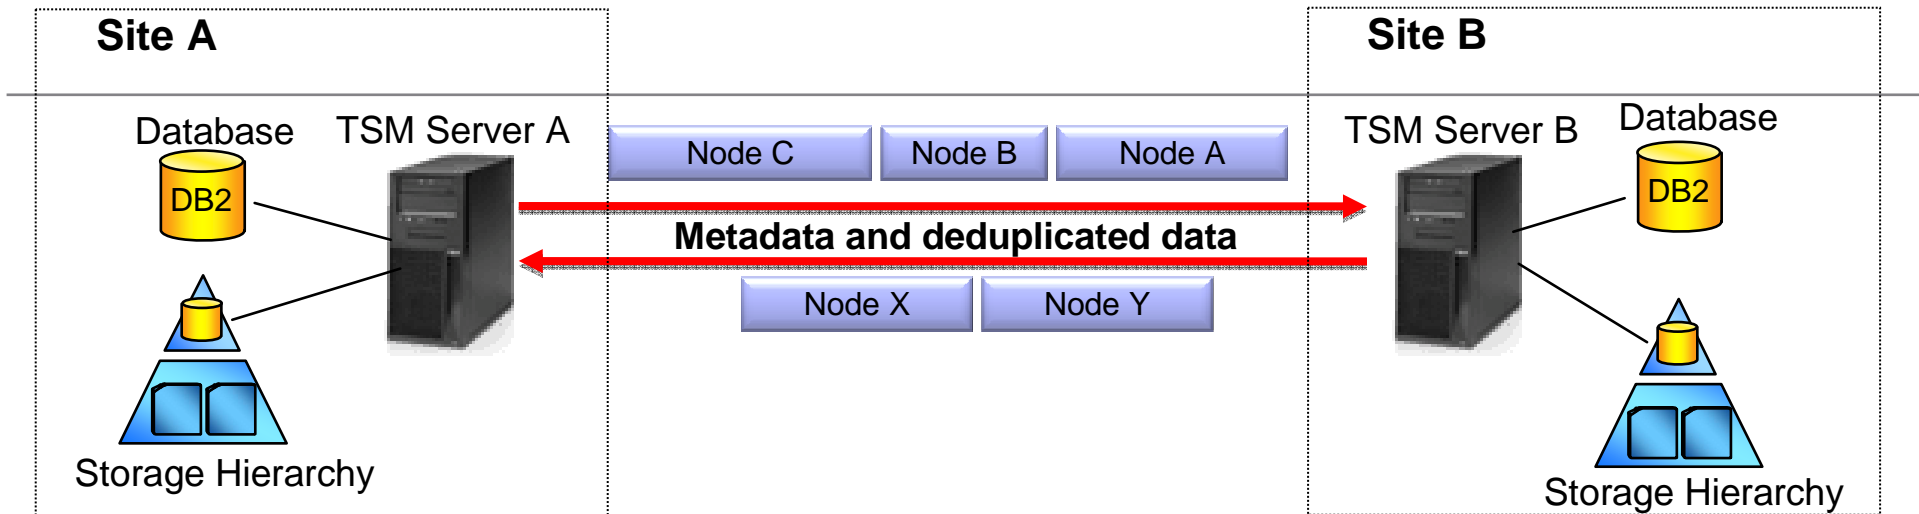 Site A
Site B
Database
TSM Server A
Node C
Node B
Node A
TSM Server B
Database
DB2
DB2
Metadata and deduplicated data
Node X
Node Y
Storage Hierarchy
Storage Hierarchy